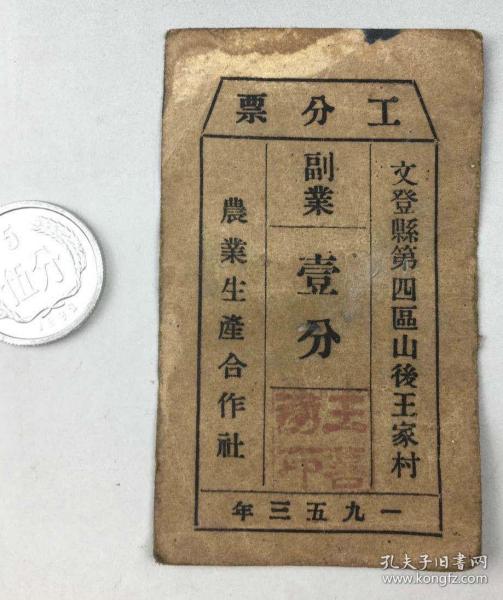 工分票
文登縣第四區山後王家村
副業
壹分
農業生產合作社
一九五三年
5
伍分
孔夫子旧书网
www.kongfz.com